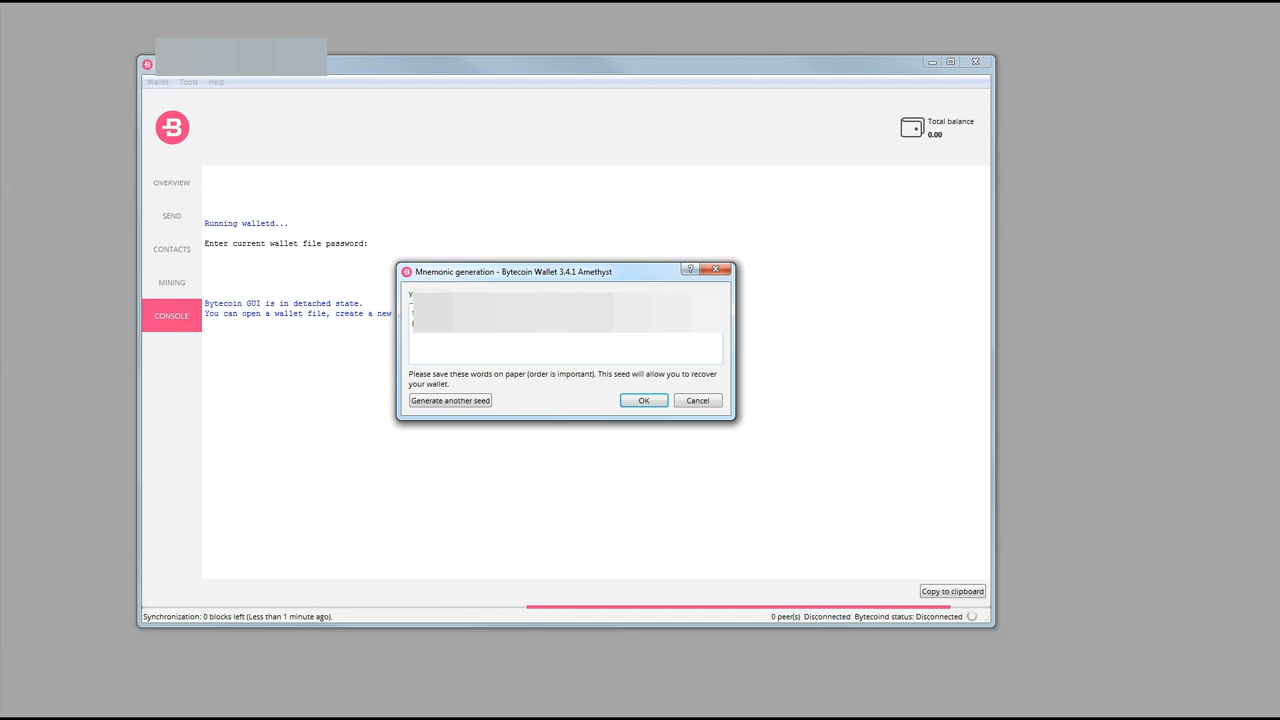 Wallet Tools Help
Total balance
0.00
OVERVIEW
SEND
CONTACTS
MINING
CONSOLE
Running walletd...
Enter current wallet file password:
Bytecoin GUI is in detached state.
You can open a wallet file, create a new
Mnemonic generation - Bytecoin Wallet 3.4.1 Amethyst
Please save these words on paper (order is important). This seed will allow you to recover
your wallet.
Generate another seed
OK
Cancel
Copy to clipboard
Synchronization: 0 blocks left (Less than 1 minute ago).
0 peer(s) Disconnected Bytecoind status: Disconnected